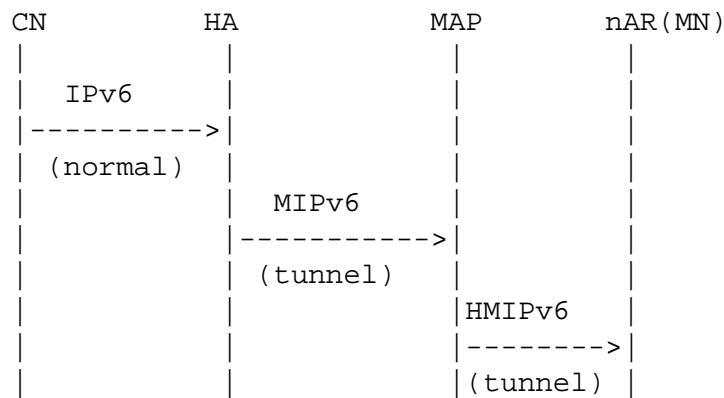 CN HA MAP nAR(MN)
IPv6
(normal)
MIPv6
(tunnel)
HMIPv6
(tunnel)